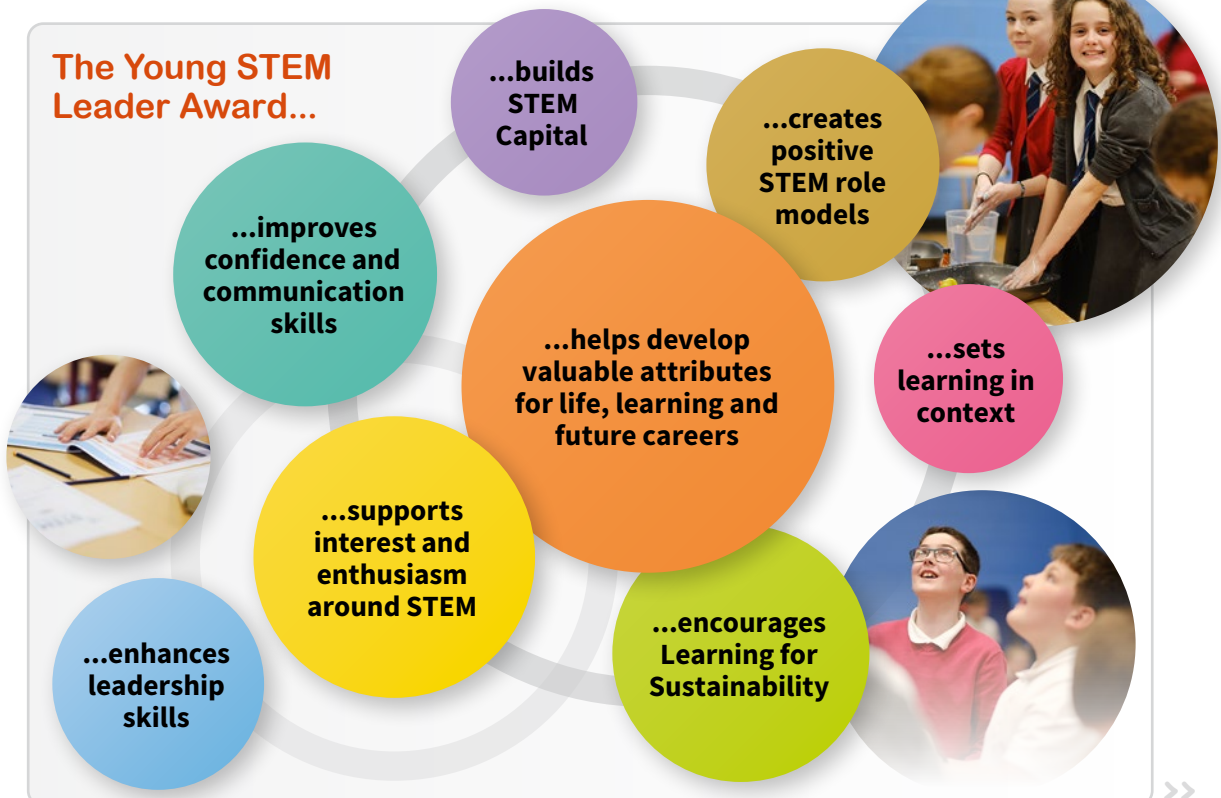 The Young STEM
Leader Award...
...builds
STEM
Capital
...creates
positive
STEM role
models
...improves
confidence and
communication
skills
...helps develop
valuable attributes
for life, learning and
future careers
...sets
learning in
context
...supports
interest and
enthusiasm
around STEM
...encourages
Learning for
Sustainability
...enhances
leadership
skills